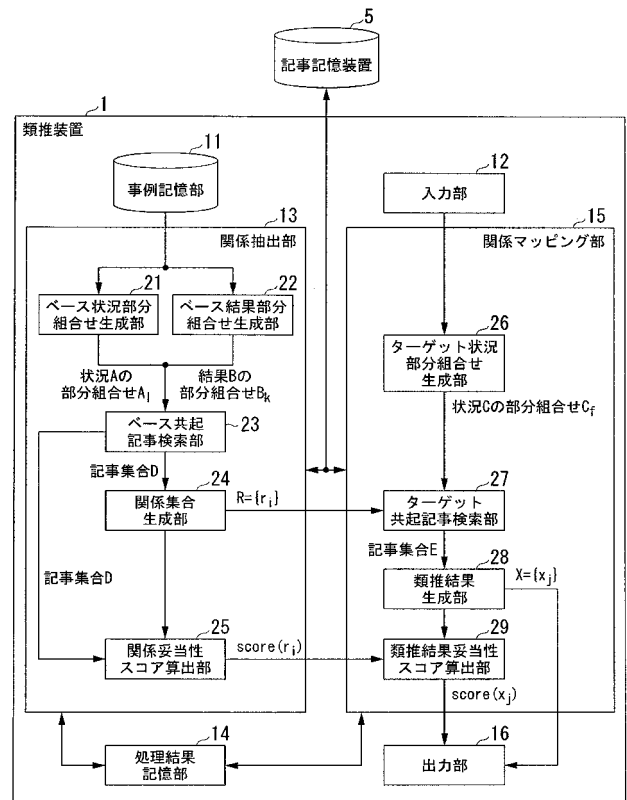 5
記事記憶装置
1
類推装置
11
事例記憶部
12
入力部
13
関係抽出部
15
関係マッピング部
21
ベース状況部分
組合せ生成部
22
ベース結果部分
組合せ生成部
26
ターゲット状況
部分組合せ
生成部
状況Aの
部分組合せAl
結果Bの
部分組合せBk
状況Cの部分組合せCf
23
ベース共起
記事検索部
記事集合D
24
関係集合
生成部
R={ri}
27
ターゲット
共起記事検索部
記事集合E
28
類推結果
生成部
X={xj}
記事集合D
25
関係妥当性
スコア算出部
score(ri)
29
類推結果妥当性
スコア算出部
score(xj)
14
処理結果
記憶部
16
出力部